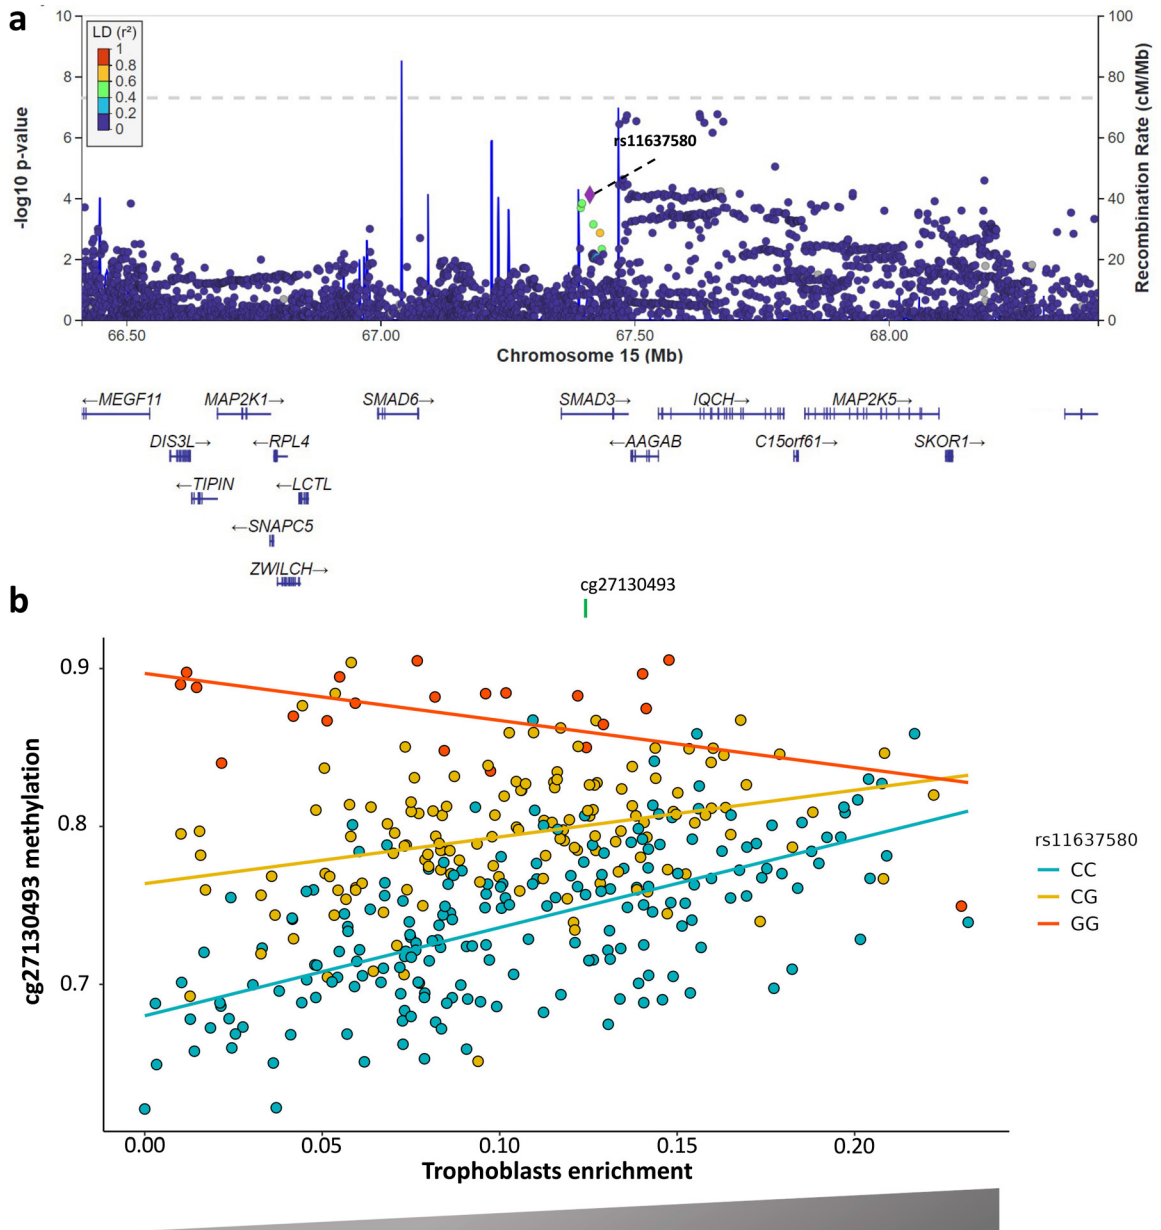 a
LD (r²)
1
0.8
0.6
0.4
0.2
0
10
8
6
4
2
0
-log10 p-value
100
80
60
40
20
0
Recombination Rate (cM/Mb)
rs11637580
66.50 67.00 67.50 68.00
Chromosome 15 (Mb)
←MEGF11 MAP2K1→ SMAD6→ SMAD3→ IQCH→ MAP2K5→
DIS3L→ ←RPL4 ←AAGAB C15orf61→ SKOR1→
←TIPIN ←LCTL
←SNAPC5
ZWILCH→
b
cg27130493
0.9
0.8
0.7
cg27130493 methylation
rs11637580
CC
CG
GG
0.00 0.05 0.10 0.15 0.20
Trophoblasts enrichment